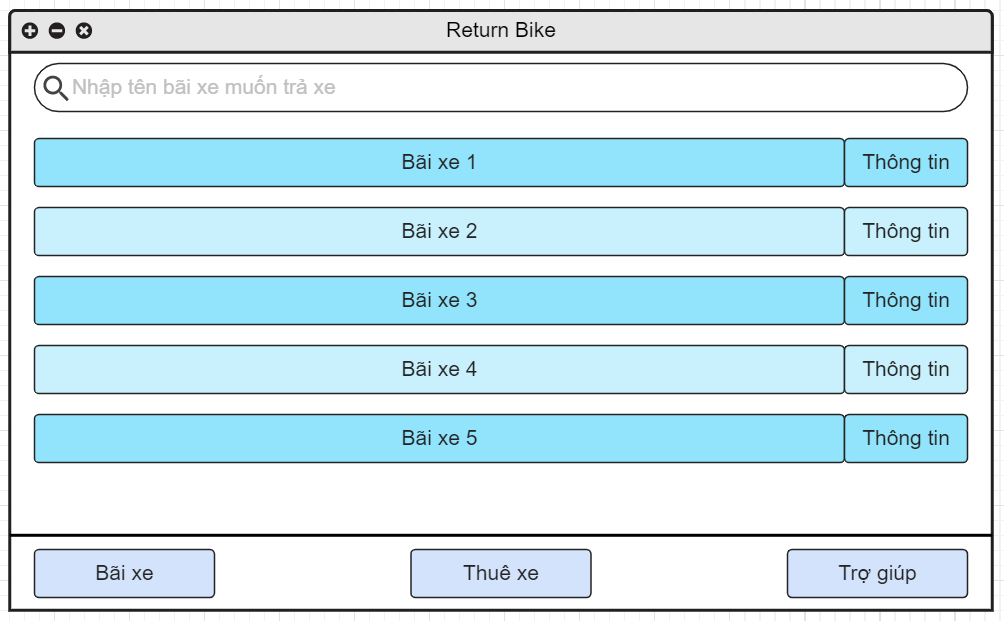 Return Bike
Nhập tên bãi xe muốn trả xe
Bãi xe 1 Thông tin
Bãi xe 2 Thông tin
Bãi xe 3 Thông tin
Bãi xe 4 Thông tin
Bãi xe 5 Thông tin
Bãi xe Thuê xe Trợ giúp